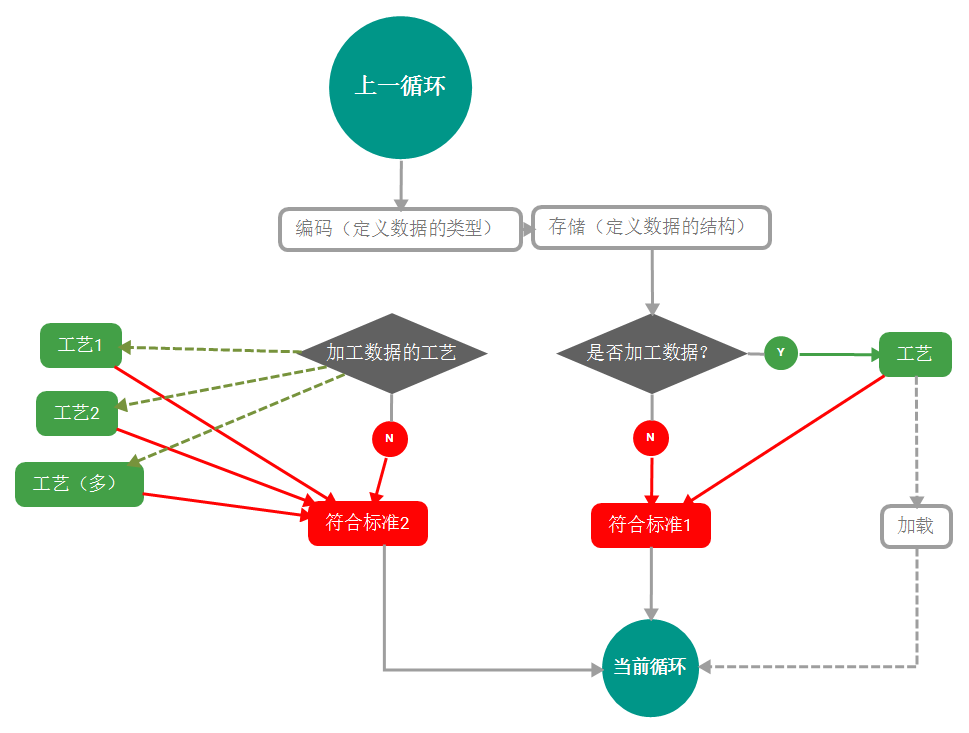 上一循环
编码（定义数据的类型）
存储（定义数据的结构）
工艺1
加工数据的工艺
是否加工数据？
Y
工艺
工艺2
N
N
工艺（多）
符合标准2
符合标准1
加载
当前循环